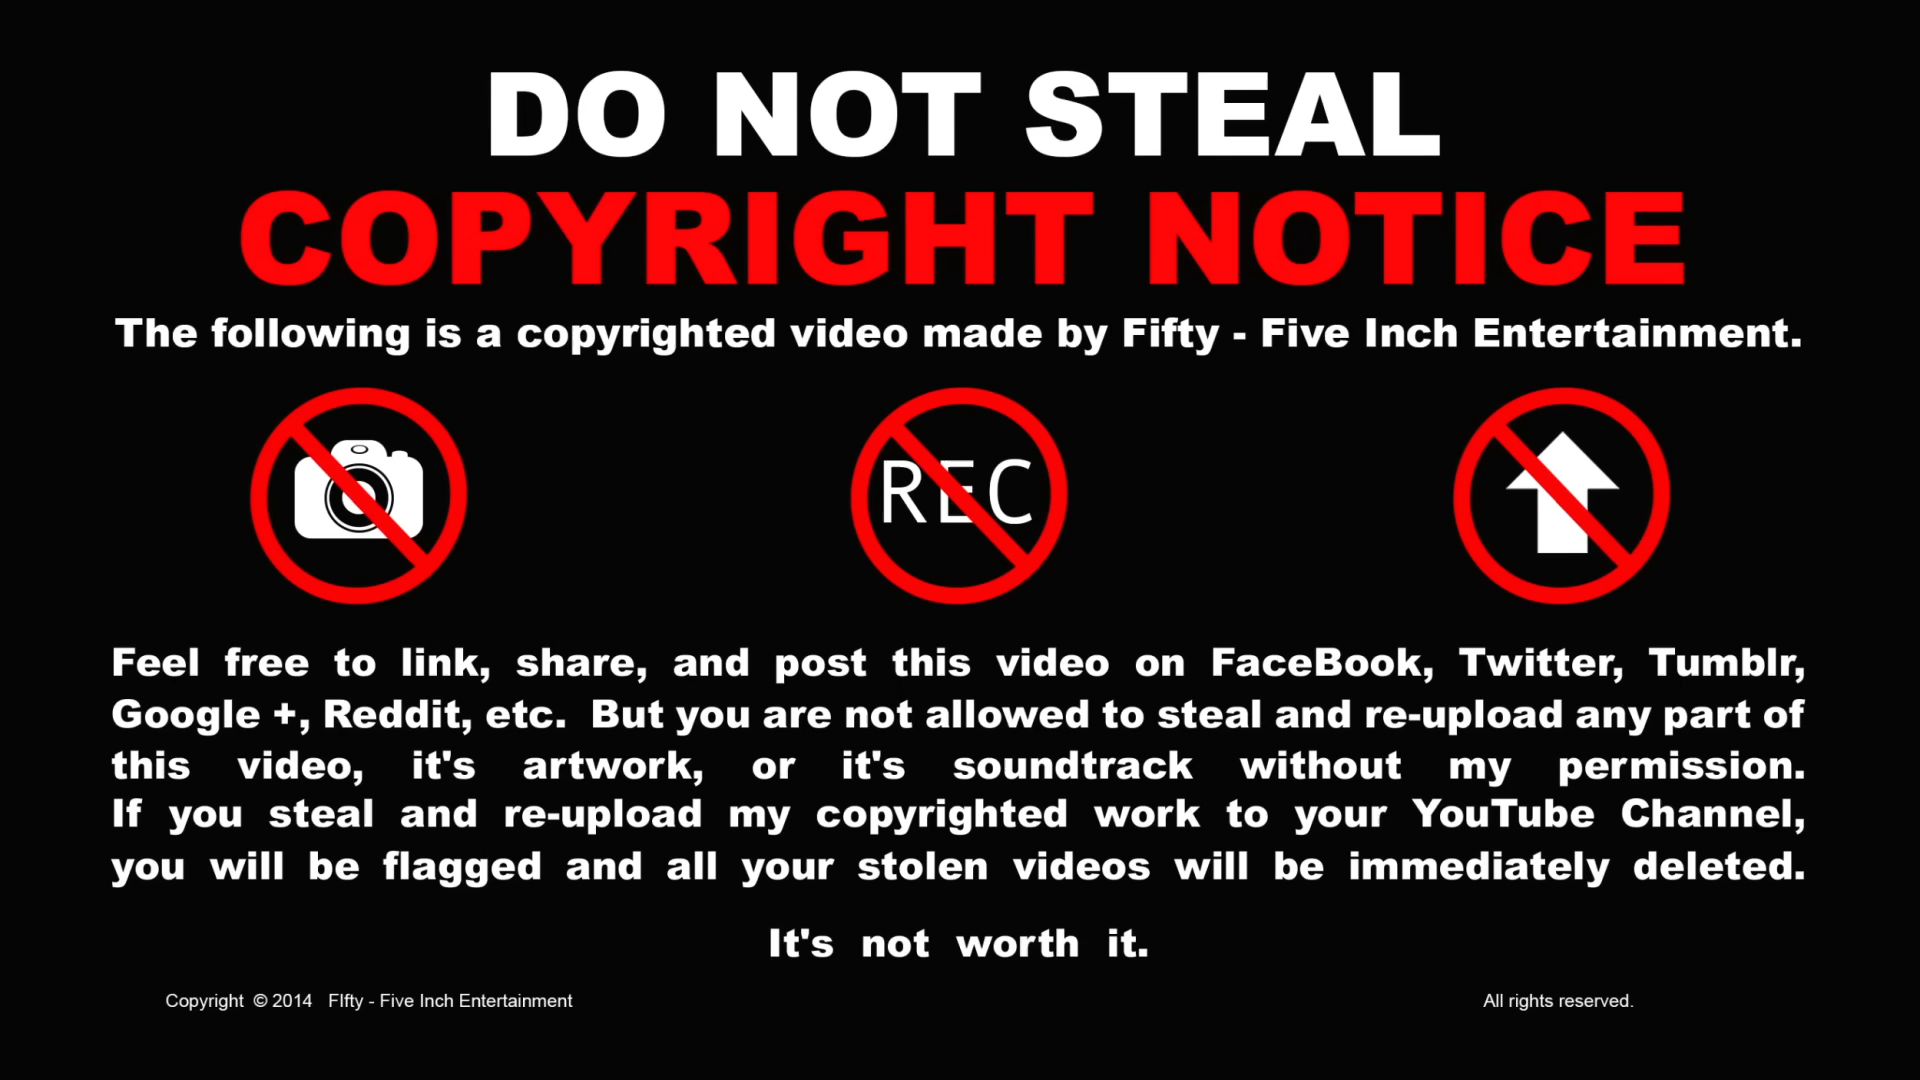 DO NOT STEAL
COPYRIGHT NOTICE
The following is a copyrighted video made by Fifty - Five Inch Entertainment.
REC
Feel free to link, share, and post this video on FaceBook, Twitter, Tumblr,
Google +, Reddit, etc. But you are not allowed to steal and re-upload any part of
this video, it's artwork, or it's soundtrack without my permission.
If you steal and re-upload my copyrighted work to your YouTube Channel,
you will be flagged and all your stolen videos will be immediately deleted.
It's not worth it.
Copyright © 2014 FIfty - Five Inch Entertainment
All rights reserved.